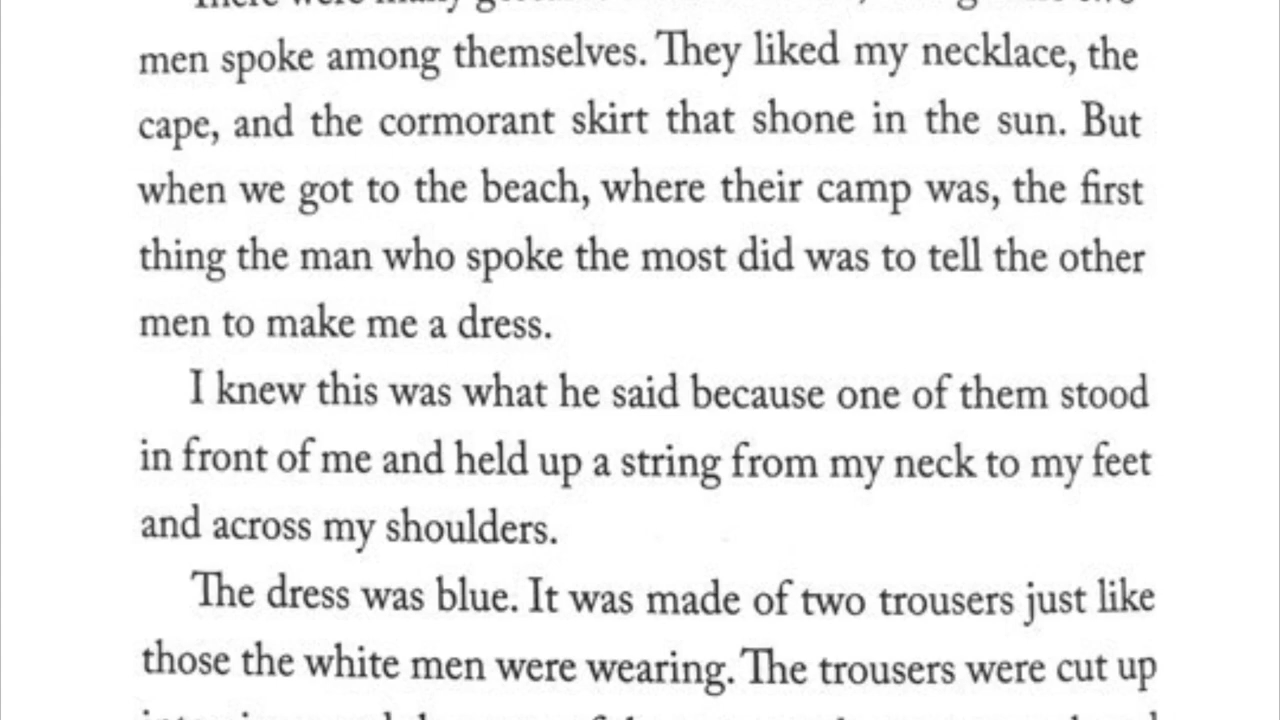 There were many
men spoke among themselves. They liked my necklace, the
cape, and the cormorant skirt that shone in the sun. But
when we got to the beach, where their camp was, the first
thing the man who spoke the most did was to tell the other
men to make me a dress.
I knew this was what he said because one of them stood
in front of me and held up a string from my neck to my feet
and across my shoulders.
The dress was blue. It was made of two trousers just like
those the white men were wearing. The trousers were cut up